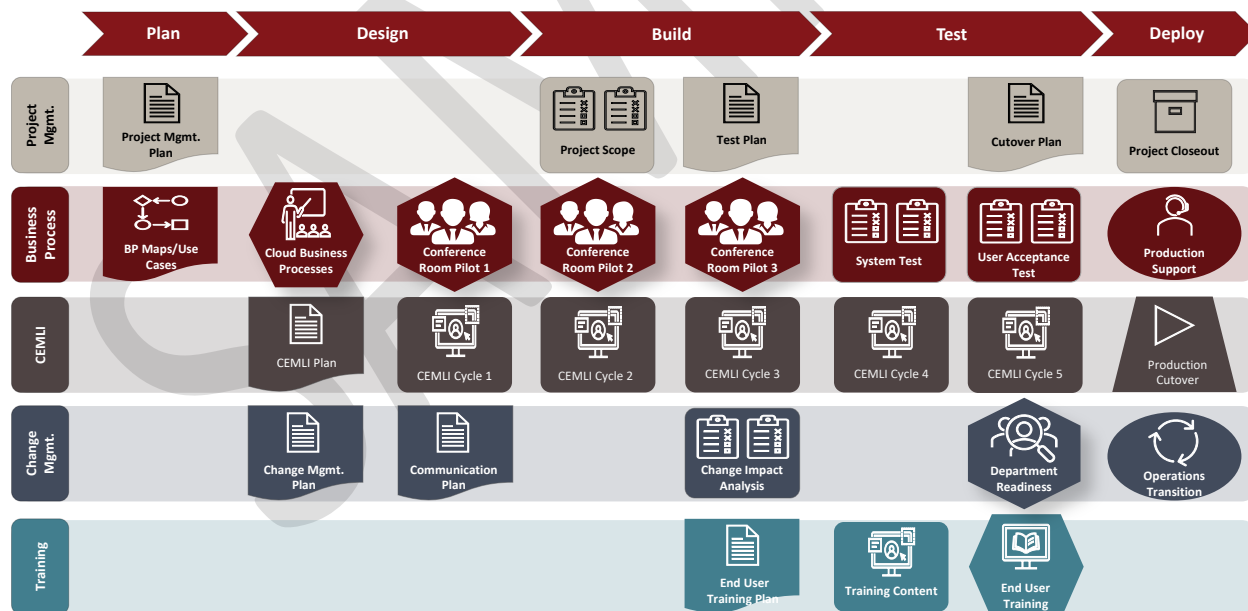 Plan
Design
Build
Test
Deploy
Project
Mgmt.
Project Mgmt.
Plan
Project Scope
Test Plan
Cutover Plan
Project Closeout
Business
Process
BP Maps/Use
Cases
Cloud Business
Processes
Conference
Room Pilot 1
Conference
Room Pilot 2
Conference
Room Pilot 3
System Test
User Acceptance
Test
Production
Support
CEMLI
CEMLI Plan
CEMLI Cycle 1
CEMLI Cycle 2
CEMLI Cycle 3
CEMLI Cycle 4
CEMLI Cycle 5
Production
Cutover
Change
Mgmt.
Change Mgmt.
Plan
Communication
Plan
Change Impact
Analysis
Department
Readiness
Operations
Transition
Training
End User
Training Plan
Training Content
End User
Training